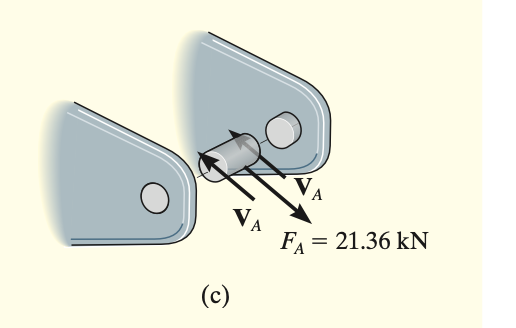 V_A
V_A
F_A = 21.36 kN
(c)